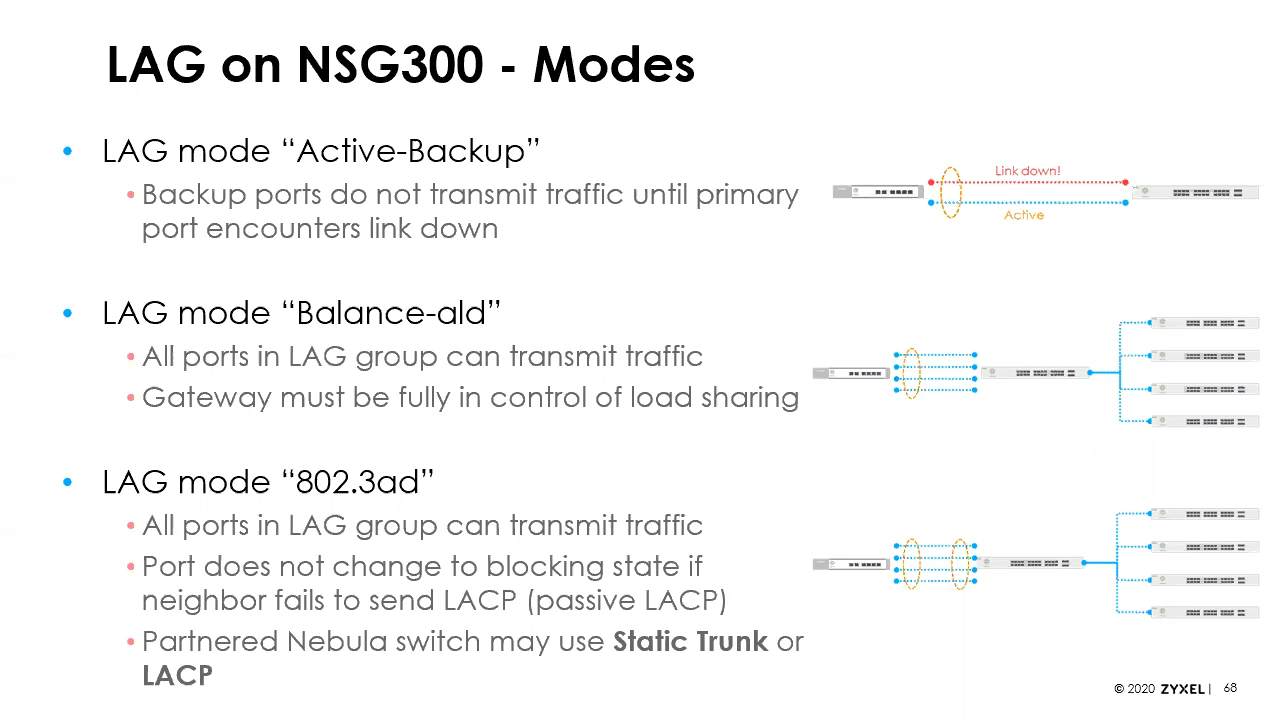 LAG on NSG300 - Modes
• LAG mode “Active-Backup”
• Backup ports do not transmit traffic until primary
port encounters link down
Link down!
Active
• LAG mode “Balance-ald”
• All ports in LAG group can transmit traffic
• Gateway must be fully in control of load sharing
• LAG mode “802.3ad”
• All ports in LAG group can transmit traffic
• Port does not change to blocking state if
neighbor fails to send LACP (passive LACP)
• Partnered Nebula switch may use Static Trunk or
LACP
© 2020 ZYXEL | 68